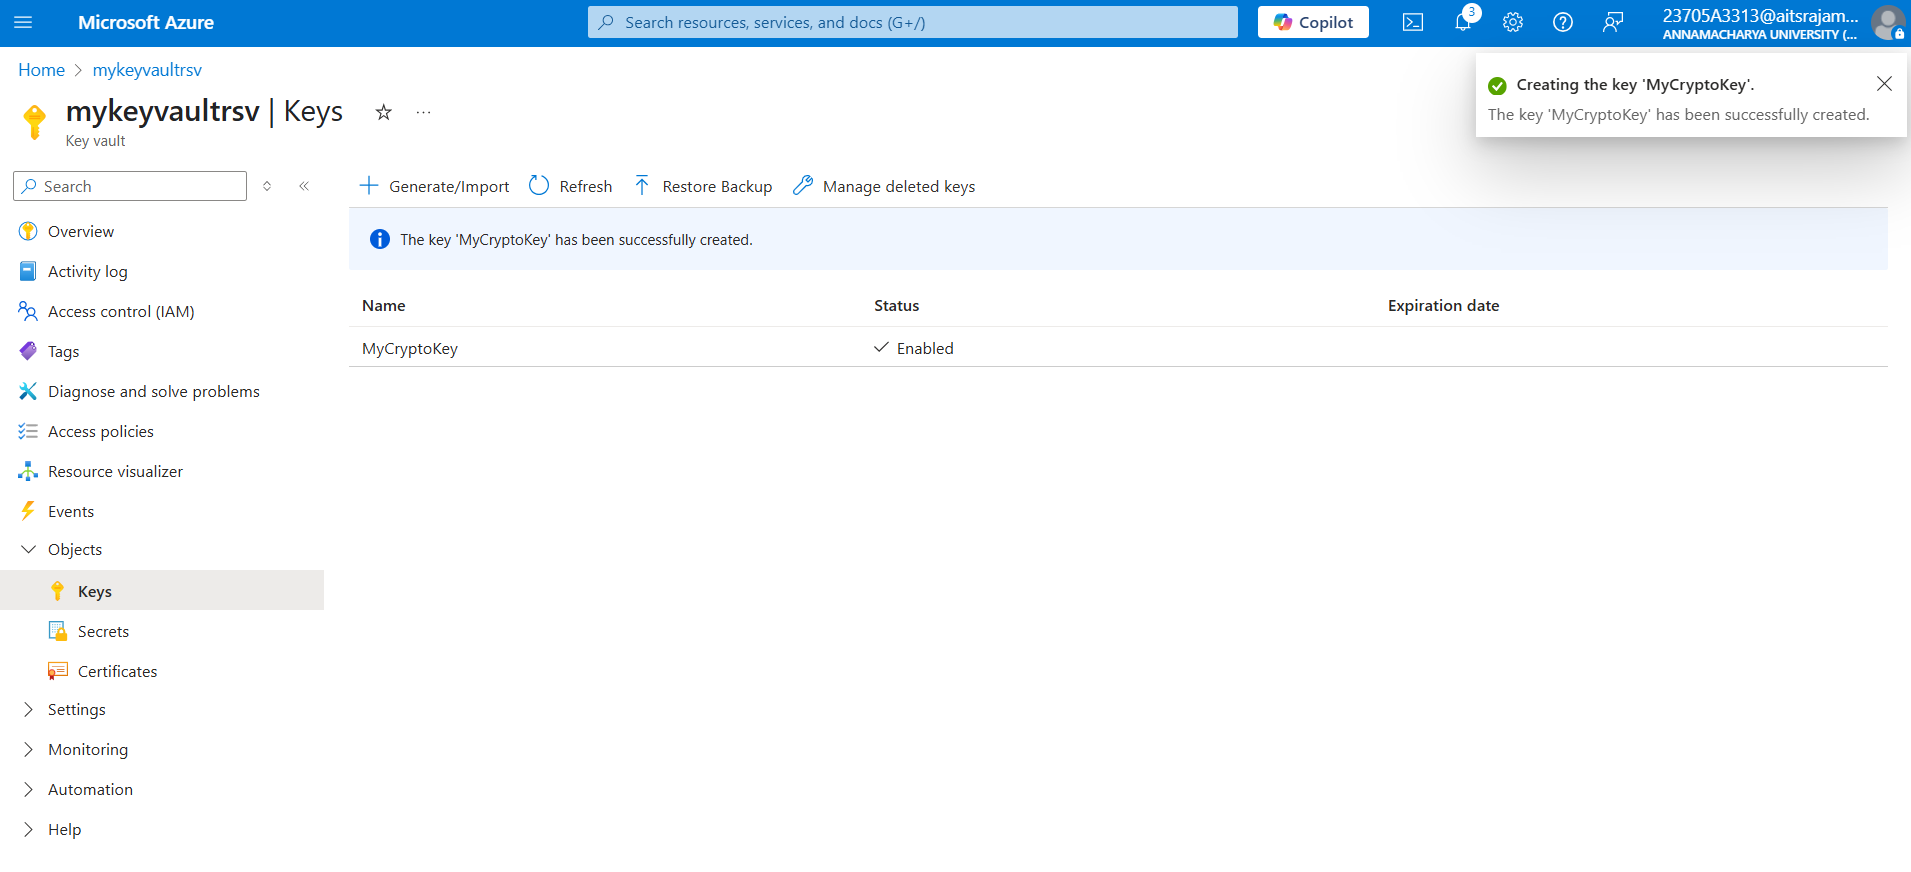 Microsoft Azure
Search resources, services, and docs (G+/)
Copilot
3
23705A3313@aitsrajam...
ANNAMACHARYA UNIVERSITY (...
Home > mykeyvaultrsv
Creating the key 'MyCryptoKey'.
The key 'MyCryptoKey' has been successfully created.
mykeyvaultrsv | Keys
Key vault
Search
Generate/Import
Refresh
Restore Backup
Manage deleted keys
The key 'MyCryptoKey' has been successfully created.
Name Status Expiration date
MyCryptoKey Enabled
Overview
Activity log
Access control (IAM)
Tags
Diagnose and solve problems
Access policies
Resource visualizer
Events
Objects
Keys
Secrets
Certificates
Settings
Monitoring
Automation
Help